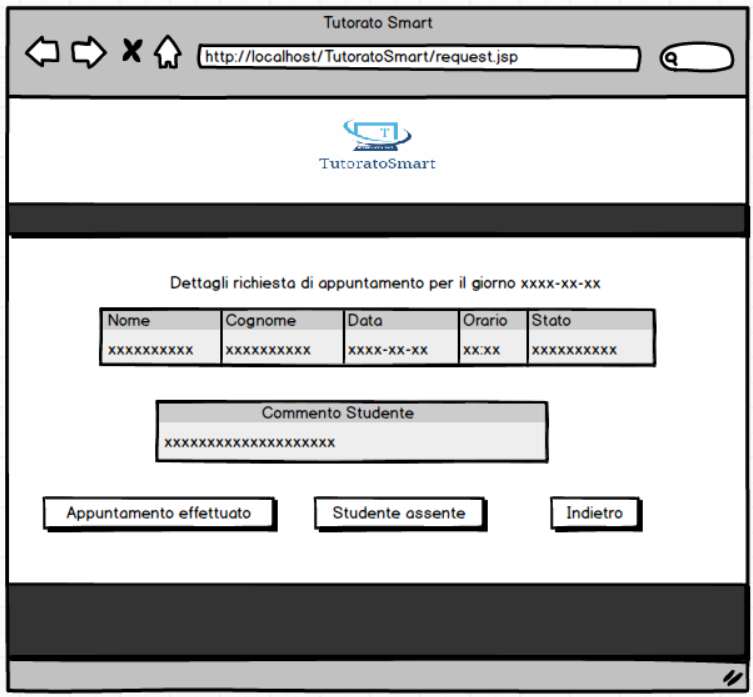 Tutorato Smart
http://localhost/TutoratoSmart/request.jsp
T
TutoratoSmart
Dettagli richiesta di appuntamento per il giorno xxxx-xx-xx
Nome Cognome Data Orario Stato
xxxxxxxxxx xxxxxxxxxx xxxx-xx-xx xx:xx xxxxxxxxxx
Commento Studente
xxxxxxxxxxxxxxxxxxxx
Appuntamento effettuato Studente assente Indietro